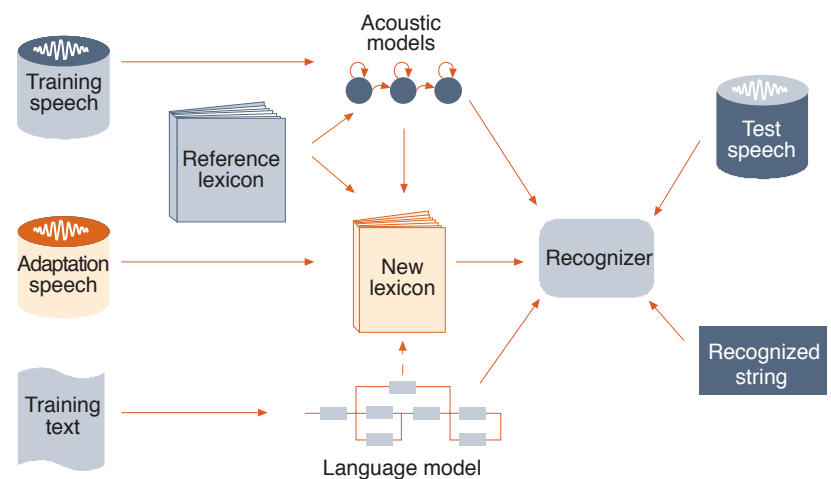 Acoustic
models
Training
speech
Reference
lexicon
Test
speech
Adaptation
speech
New
lexicon
Recognizer
Recognized
string
Training
text
Language model